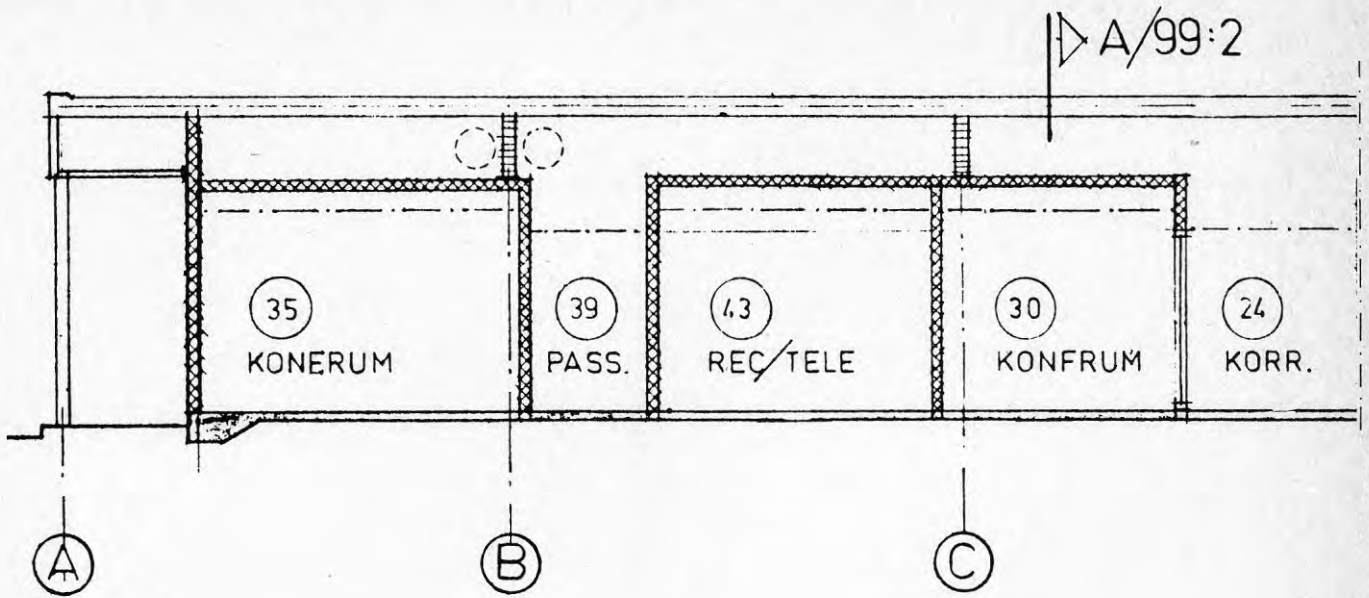 A/99:2
35
KONERUM
39
PASS.
43
REC/TELE
30
KONFRUM
24
KORR.
A
B
C